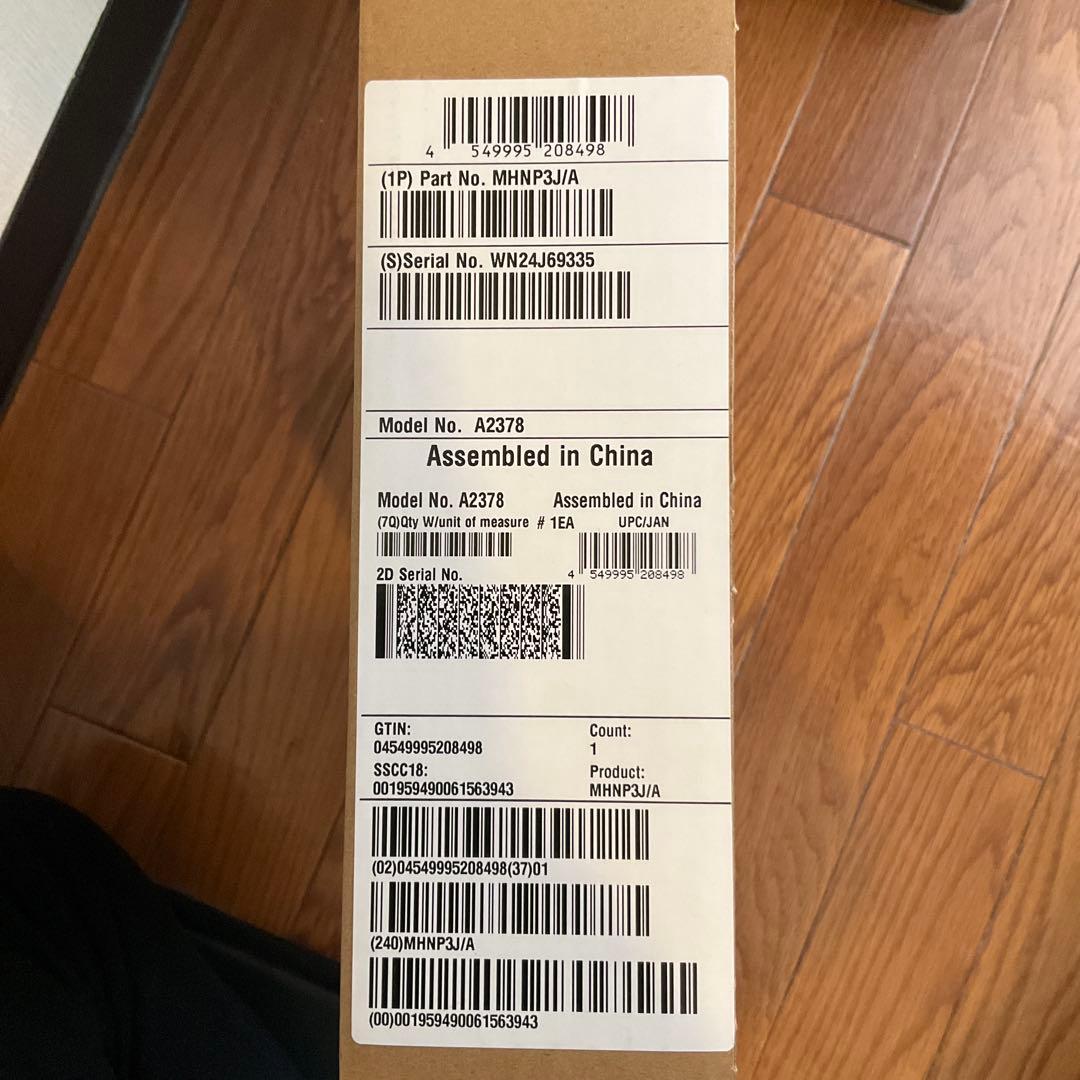 4 549995 208498
(1P) Part No. MHNP3J/A
(S)Serial No. WN24J69335
Model No. A2378
Assembled in China
Model No. A2378 Assembled in China
(7Q)Qty W/unit of measure # 1EA UPC/JAN
2D Serial No. 4 549995 208498
GTIN: Count:
04549995208498 1
SSCC18: Product:
001959490061563943 MHNP3J/A
(02)04549995208498(37)01
(240)MHNP3J/A
(00)001959490061563943